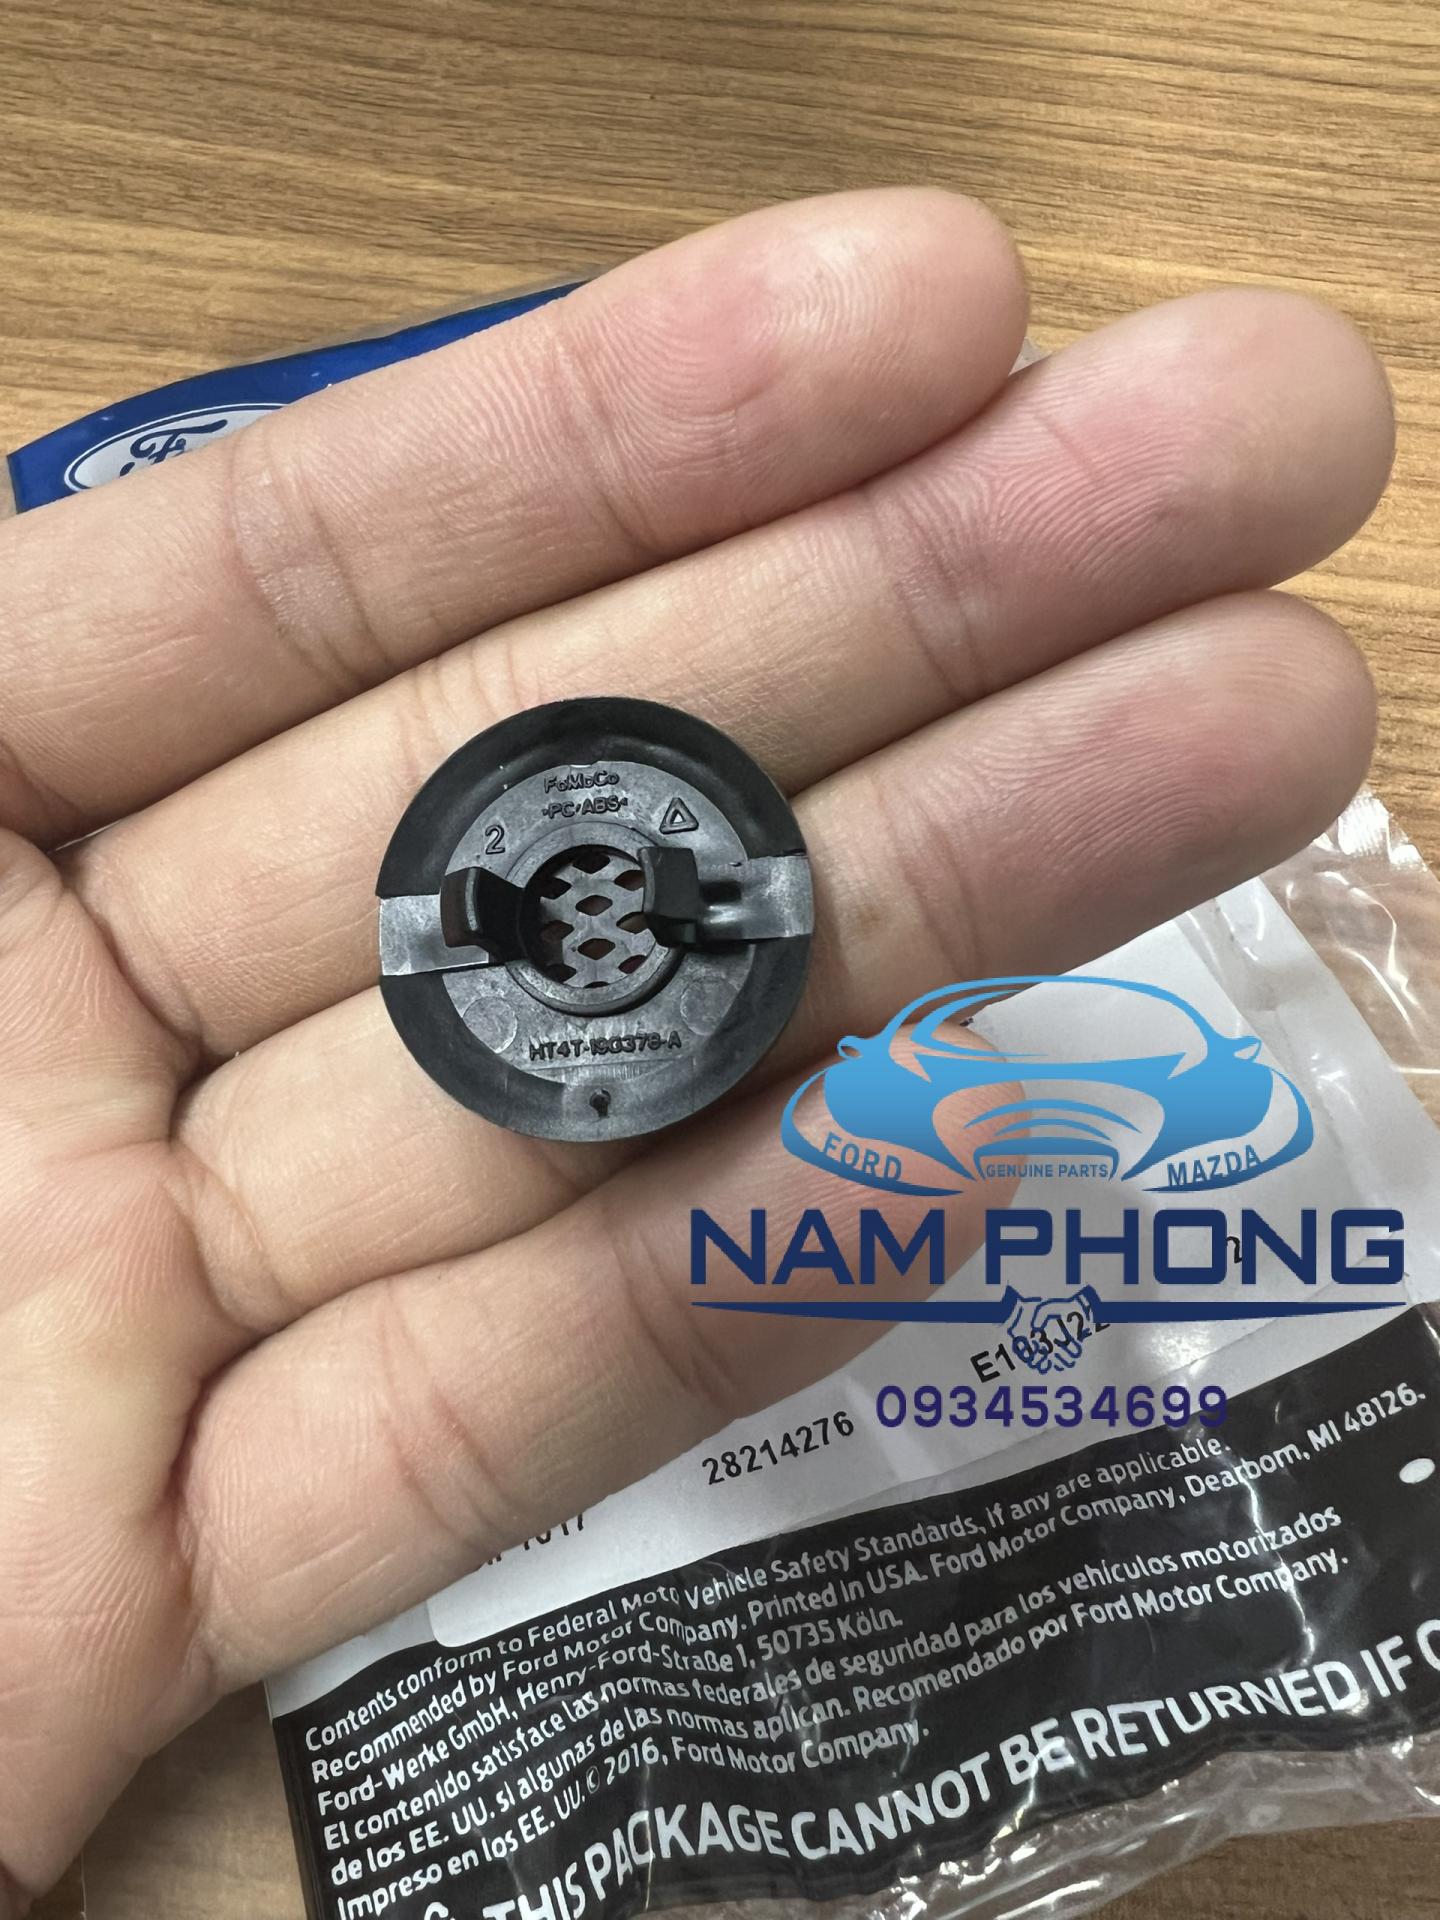 FoMoCo
>PC/ABS<
2
HT4T-19G378-A
FORD
GENUINE PARTS
MAZDA
NAM PHONG
0934534699
28214276
Contents conform to Federal Motor Vehicle Safety Standards, if any are applicable.
Recommended by Ford Motor Company. Printed in USA. Ford Motor Company, Dearborn, MI 48126.
Ford-Werke GmbH, Henry-Ford-Straße 1, 50735 Köln.
El contenido satisface las normas federales de seguridad para los vehículos motorizados
de los EE. UU. si algunas de las normas aplican. Recomendado por Ford Motor Company.
Impreso en los EE. UU. © 2016, Ford Motor Company.
THIS PACKAGE CANNOT BE RETURNED IF